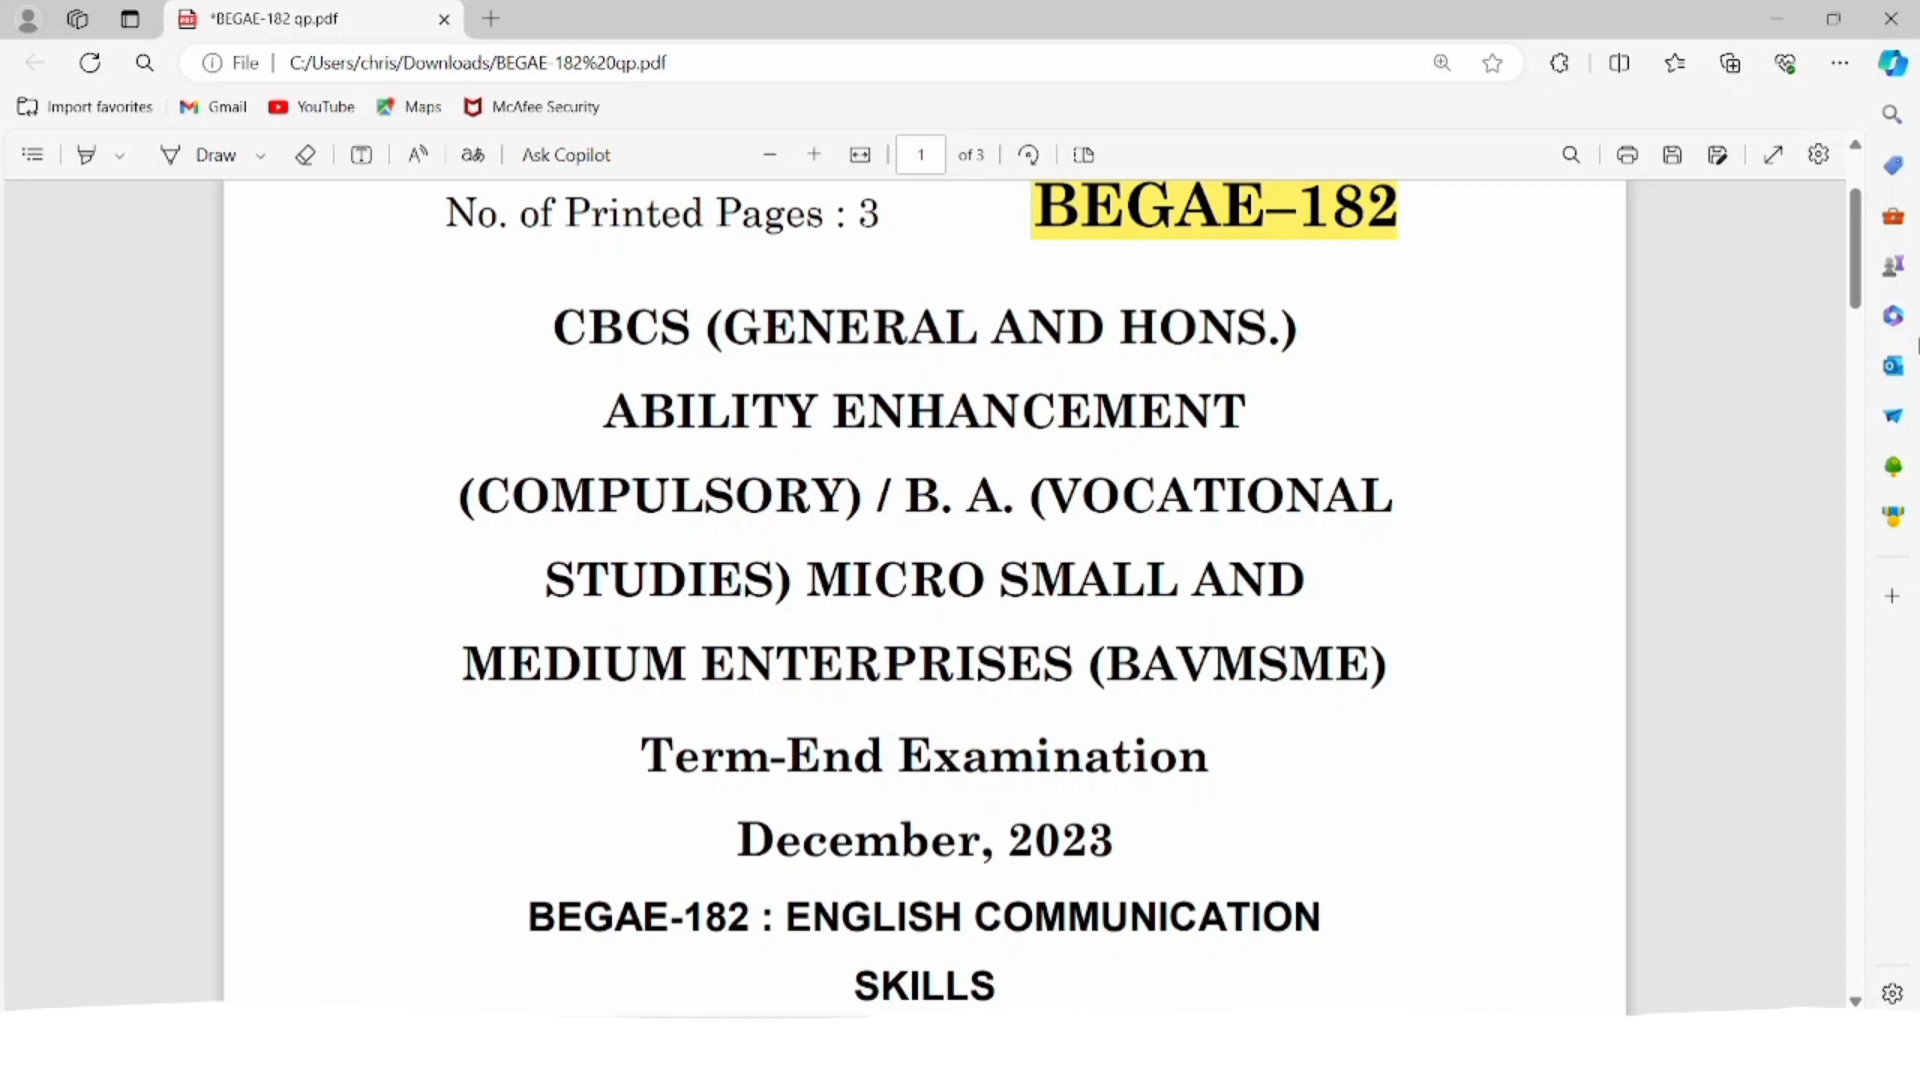 *BEGAE-182 qp.pdf
File
C:/Users/chris/Downloads/BEGAE-182%20qp.pdf
Import favorites
Gmail
YouTube
Maps
McAfee Security
Draw
Ask Copilot
1 of 3
No. of Printed Pages : 3
BEGAE–182
CBCS (GENERAL AND HONS.)
ABILITY ENHANCEMENT
(COMPULSORY) / B. A. (VOCATIONAL
STUDIES) MICRO SMALL AND
MEDIUM ENTERPRISES (BAVMSME)
Term-End Examination
December, 2023
BEGAE-182 : ENGLISH COMMUNICATION
SKILLS